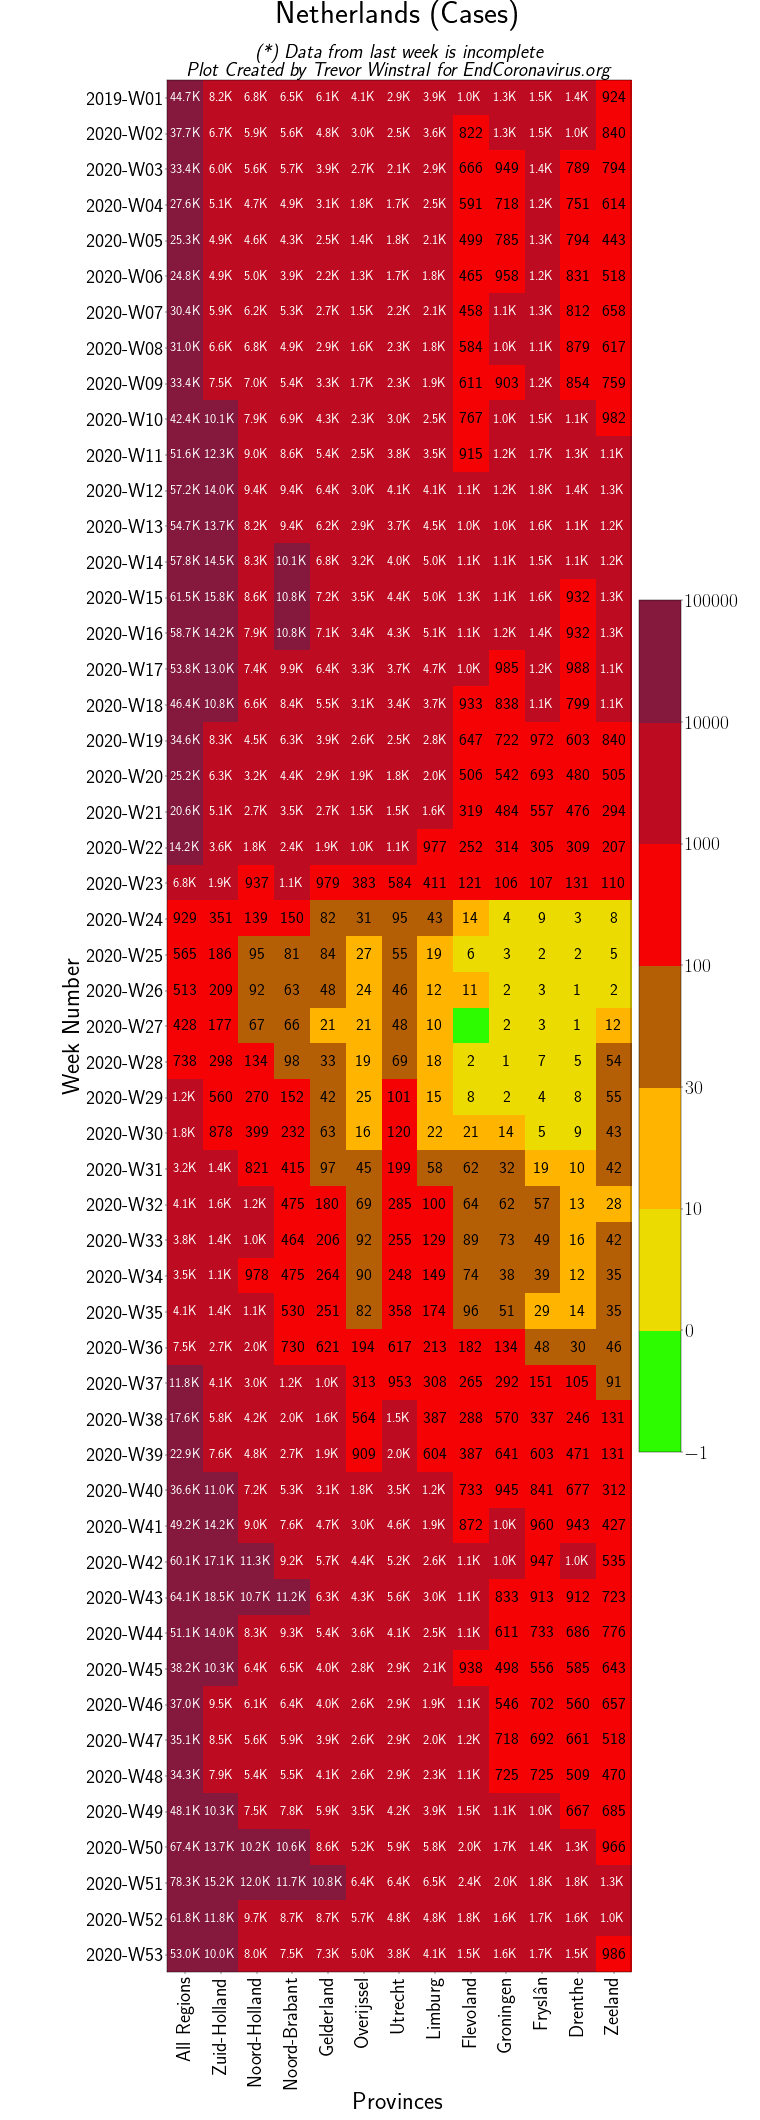 Netherlands (Cases)
(*) Data from last week is incomplete
Plot Created by Trevor Winstral for EndCoronavirus.org
2019-W01 44.7K 8.2K 6.8K 6.5K 6.1K 4.1K 2.9K 3.9K 1.0K 1.3K 1.5K 1.4K 924
2020-W02 37.7K 6.7K 5.9K 5.6K 4.8K 3.0K 2.5K 3.6K 822 1.3K 1.5K 1.0K 840
2020-W03 33.4K 6.0K 5.6K 5.7K 3.9K 2.7K 2.1K 2.9K 666 949 1.4K 789 794
2020-W04 27.6K 5.1K 4.7K 4.9K 3.1K 1.8K 1.7K 2.5K 591 718 1.2K 751 614
2020-W05 25.3K 4.9K 4.6K 4.3K 2.5K 1.4K 1.8K 2.1K 499 785 1.3K 794 443
2020-W06 24.8K 4.9K 5.0K 3.9K 2.2K 1.3K 1.7K 1.8K 465 958 1.2K 831 518
2020-W07 30.4K 5.9K 6.2K 5.3K 2.7K 1.5K 2.2K 2.1K 458 1.1K 1.3K 812 658
2020-W08 31.0K 6.6K 6.8K 4.9K 2.9K 1.6K 2.3K 1.8K 584 1.0K 1.1K 879 617
2020-W09 33.4K 7.5K 7.0K 5.4K 3.3K 1.7K 2.3K 1.9K 611 903 1.2K 854 759
2020-W10 42.4K 10.1K 7.9K 6.9K 4.3K 2.3K 3.0K 2.5K 767 1.0K 1.5K 1.1K 982
2020-W11 51.6K 12.3K 9.0K 8.6K 5.4K 2.5K 3.8K 3.5K 915 1.2K 1.7K 1.3K 1.1K
2020-W12 57.2K 14.0K 9.4K 9.4K 6.4K 3.0K 4.1K 4.1K 1.1K 1.2K 1.8K 1.4K 1.3K
2020-W13 54.7K 13.7K 8.2K 9.4K 6.2K 2.9K 3.7K 4.5K 1.0K 1.0K 1.6K 1.1K 1.2K
2020-W14 57.8K 14.5K 8.3K 10.1K 6.8K 3.2K 4.0K 5.0K 1.1K 1.1K 1.5K 1.1K 1.2K
2020-W15 61.5K 15.8K 8.6K 10.8K 7.2K 3.5K 4.4K 5.0K 1.3K 1.1K 1.6K 932 1.3K
2020-W16 58.7K 14.2K 7.9K 10.8K 7.1K 3.4K 4.3K 5.1K 1.1K 1.2K 1.4K 932 1.3K
2020-W17 53.8K 13.0K 7.4K 9.9K 6.4K 3.3K 3.7K 4.7K 1.0K 985 1.2K 988 1.1K
2020-W18 46.4K 10.8K 6.6K 8.4K 5.5K 3.1K 3.4K 3.7K 933 838 1.1K 799 1.1K
2020-W19 34.6K 8.3K 4.5K 6.3K 3.9K 2.6K 2.5K 2.8K 647 722 972 603 840
2020-W20 25.2K 6.3K 3.2K 4.4K 2.9K 1.9K 1.8K 2.0K 506 542 693 480 505
2020-W21 20.6K 5.1K 2.7K 3.5K 2.7K 1.5K 1.5K 1.6K 319 484 557 476 294
2020-W22 14.2K 3.6K 1.8K 2.4K 1.9K 1.0K 1.1K 977 252 314 305 309 207
2020-W23 6.8K 1.9K 937 1.1K 979 383 584 411 121 106 107 131 110
2020-W24 929 351 139 150 82 31 95 43 14 4 9 3 8
2020-W25 565 186 95 81 84 27 55 19 6 3 2 2 5
2020-W26 513 209 92 63 48 24 46 12 11 2 3 1 2
2020-W27 428 177 67 66 21 21 48 10 2 3 1 12
2020-W28 738 298 134 98 33 19 69 18 2 1 7 5 54
2020-W29 1.2K 560 270 152 42 25 101 15 8 2 4 8 55
2020-W30 1.8K 878 399 232 63 16 120 22 21 14 5 9 43
2020-W31 3.2K 1.4K 821 415 97 45 199 58 62 32 19 10 42
2020-W32 4.1K 1.6K 1.2K 475 180 69 285 100 64 62 57 13 28
2020-W33 3.8K 1.4K 1.0K 464 206 92 255 129 89 73 49 16 42
2020-W34 3.5K 1.1K 978 475 264 90 248 149 74 38 39 12 35
2020-W35 4.1K 1.4K 1.1K 530 251 82 358 174 96 51 29 14 35
2020-W36 7.5K 2.7K 2.0K 730 621 194 617 213 182 134 48 30 46
2020-W37 11.8K 4.1K 3.0K 1.2K 1.0K 313 953 308 265 292 151 105 91
2020-W38 17.6K 5.8K 4.2K 2.0K 1.6K 564 1.5K 387 288 570 337 246 131
2020-W39 22.9K 7.6K 4.8K 2.7K 1.9K 909 2.0K 604 387 641 603 471 131
2020-W40 36.6K 11.0K 7.2K 5.3K 3.1K 1.8K 3.5K 1.2K 733 945 841 677 312
2020-W41 49.2K 14.2K 9.0K 7.6K 4.7K 3.0K 4.6K 1.9K 872 1.0K 960 943 427
2020-W42 60.1K 17.1K 11.3K 9.2K 5.7K 4.4K 5.2K 2.6K 1.1K 1.0K 947 1.0K 535
2020-W43 64.1K 18.5K 10.7K 11.2K 6.3K 4.3K 5.6K 3.0K 1.1K 833 913 912 723
2020-W44 51.1K 14.0K 8.3K 9.3K 5.4K 3.6K 4.1K 2.5K 1.1K 611 733 686 776
2020-W45 38.2K 10.3K 6.4K 6.5K 4.0K 2.8K 2.9K 2.1K 938 498 556 585 643
2020-W46 37.0K 9.5K 6.1K 6.4K 4.0K 2.6K 2.9K 1.9K 1.1K 546 702 560 657
2020-W47 35.1K 8.5K 5.6K 5.9K 3.9K 2.6K 2.9K 2.0K 1.2K 718 692 661 518
2020-W48 34.3K 7.9K 5.4K 5.5K 4.1K 2.6K 2.9K 2.3K 1.1K 725 725 509 470
2020-W49 48.1K 10.3K 7.5K 7.8K 5.9K 3.5K 4.2K 3.9K 1.5K 1.1K 1.0K 667 685
2020-W50 67.4K 13.7K 10.2K 10.6K 8.6K 5.2K 5.9K 5.8K 2.0K 1.7K 1.4K 1.3K 966
2020-W51 78.3K 15.2K 12.0K 11.7K 10.8K 6.4K 6.4K 6.5K 2.4K 2.0K 1.8K 1.8K 1.3K
2020-W52 61.8K 11.8K 9.7K 8.7K 8.7K 5.7K 4.8K 4.8K 1.8K 1.6K 1.7K 1.6K 1.0K
2020-W53 53.0K 10.0K 8.0K 7.5K 7.3K 5.0K 3.8K 4.1K 1.5K 1.6K 1.7K 1.5K 986
Week Number
All Regions
Zuid-Holland
Noord-Holland
Noord-Brabant
Gelderland
Overijssel
Utrecht
Limburg
Flevoland
Groningen
Fryslân
Drenthe
Zeeland
Provinces
100000
10000
1000
100
30
10
0
−1